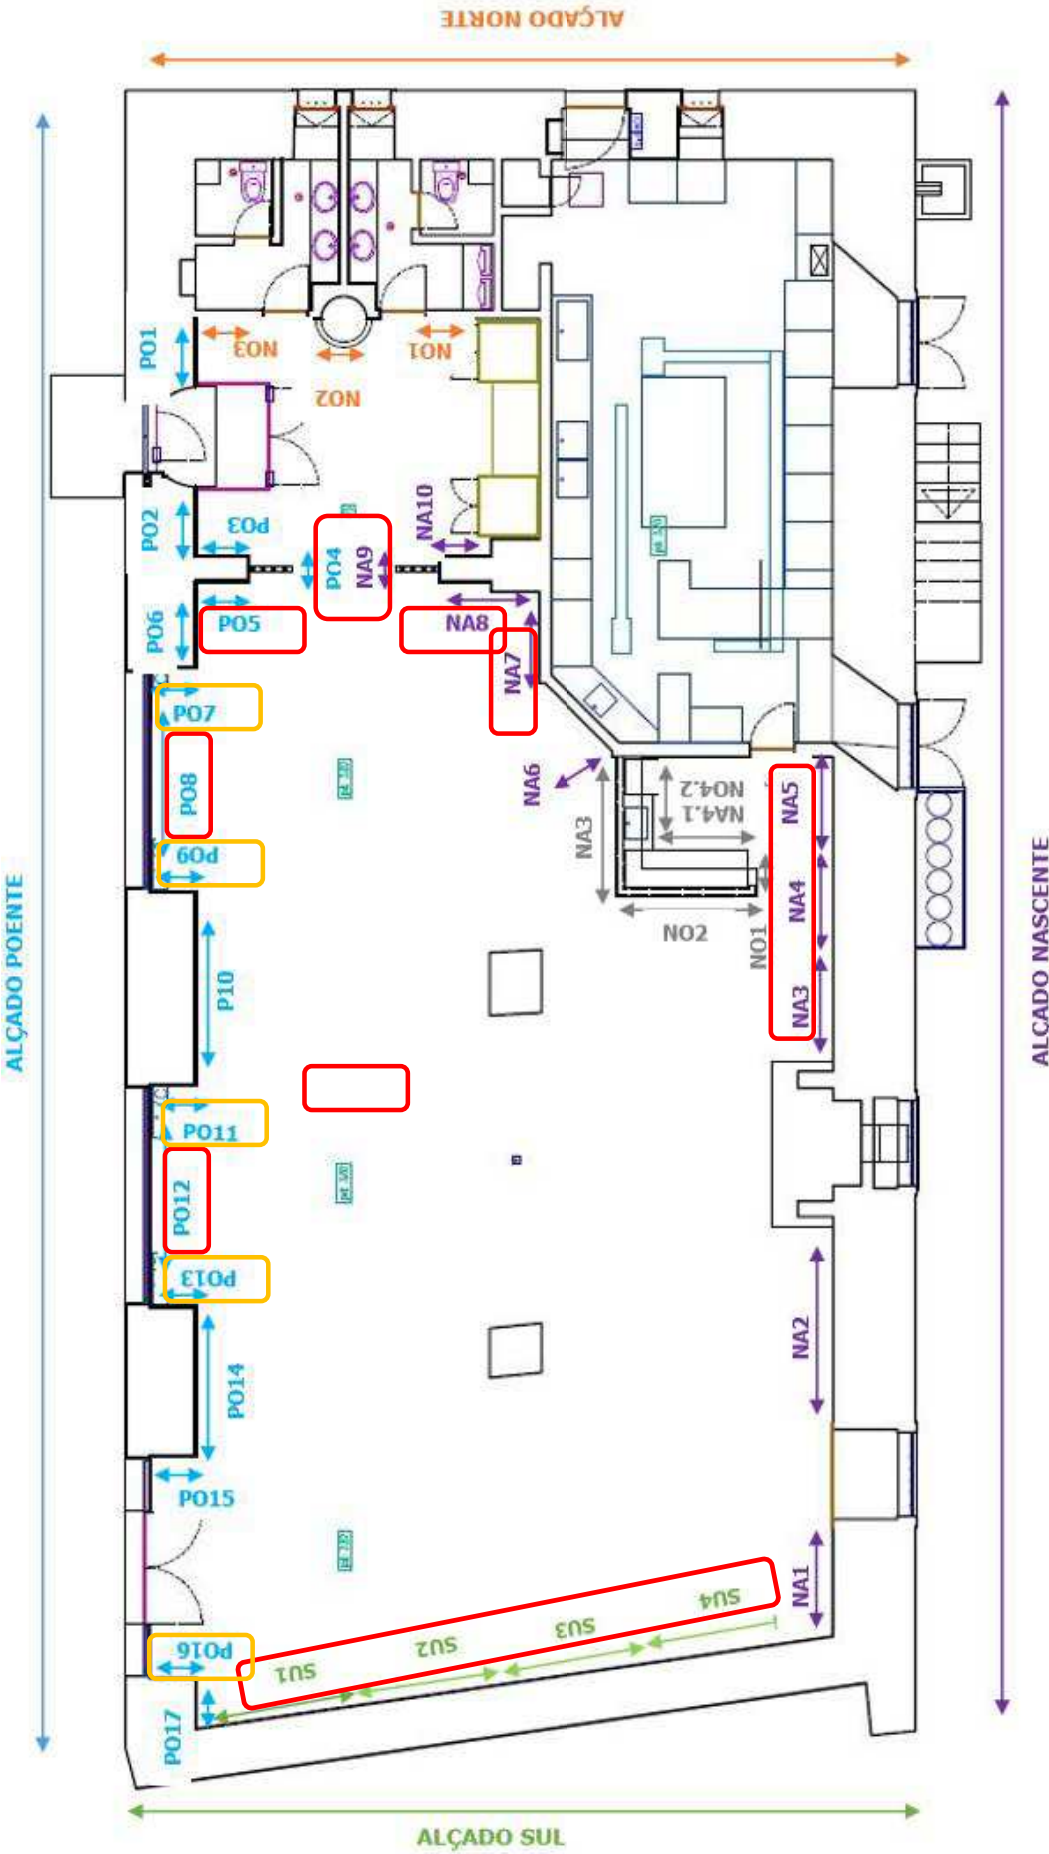 ALÇADO NORTE
PO1
NO3
NO1
NO2
PO2
PO3
NA10
PO4
NA9
PO6
PO5
NA8
NA7
PO7
PO8
NA6
NO4.2
NA4.1
NA5
NA3
PO9
NA4
NO2
NO1
P10
NA3
ALÇADO POENTE
ALÇADO NASCENTE
PO11
PO12
PO13
NA2
PO14
PO15
NA1
SU4
SU3
SU2
SU1
PO16
PO17
ALÇADO SUL